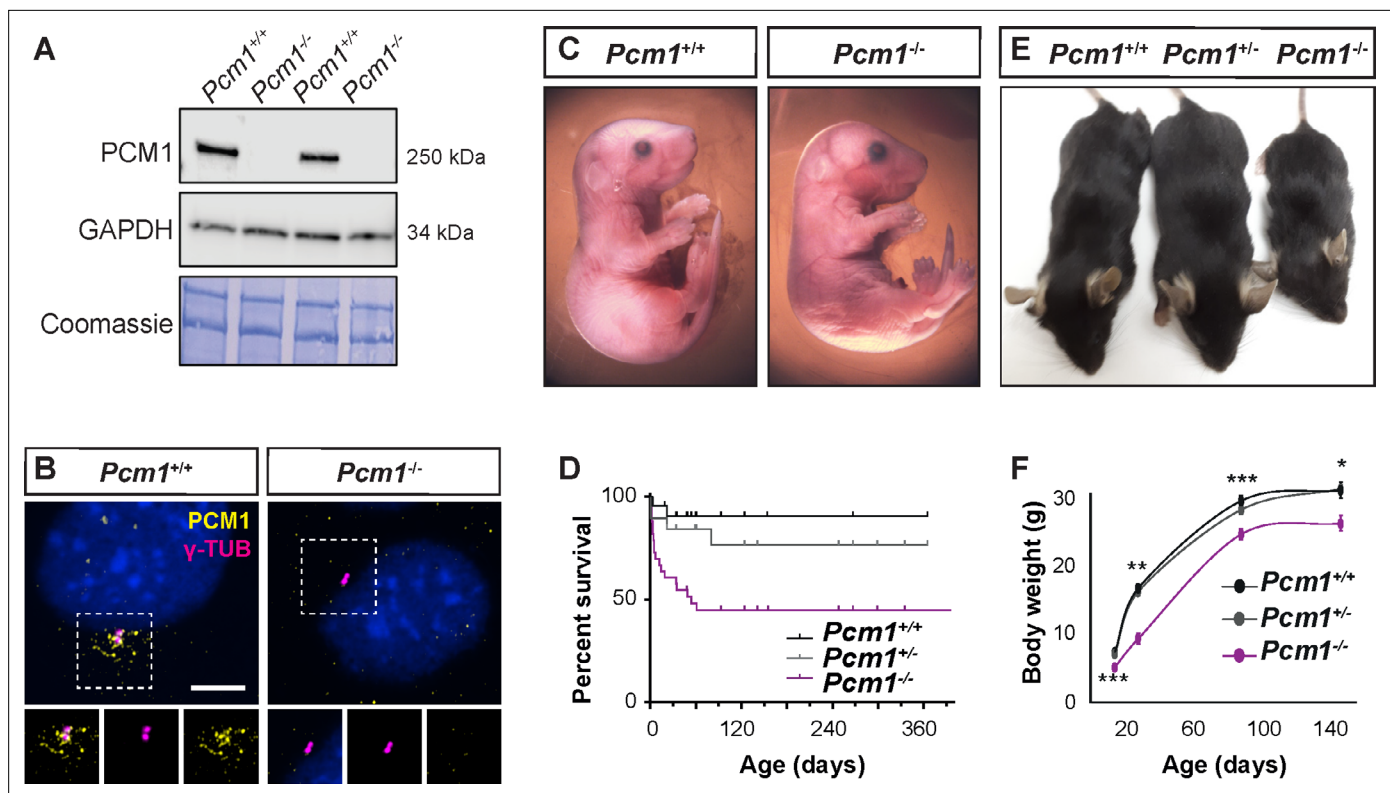 A
Pcm1+/+
Pcm1-/-
Pcm1+/+
Pcm1-/-
PCM1
250 kDa
GAPDH
34 kDa
Coomassie
B
Pcm1+/+
Pcm1-/-
PCM1
γ-TUB
C
Pcm1+/+
Pcm1-/-
D
Percent survival
100
50
0
0
120
240
360
Age (days)
Pcm1+/+
Pcm1+/-
Pcm1-/-
E
Pcm1+/+
Pcm1+/-
Pcm1-/-
F
Body weight (g)
30
20
10
0
20
60
100
140
Age (days)
***
**
***
*
Pcm1+/+
Pcm1+/-
Pcm1-/-